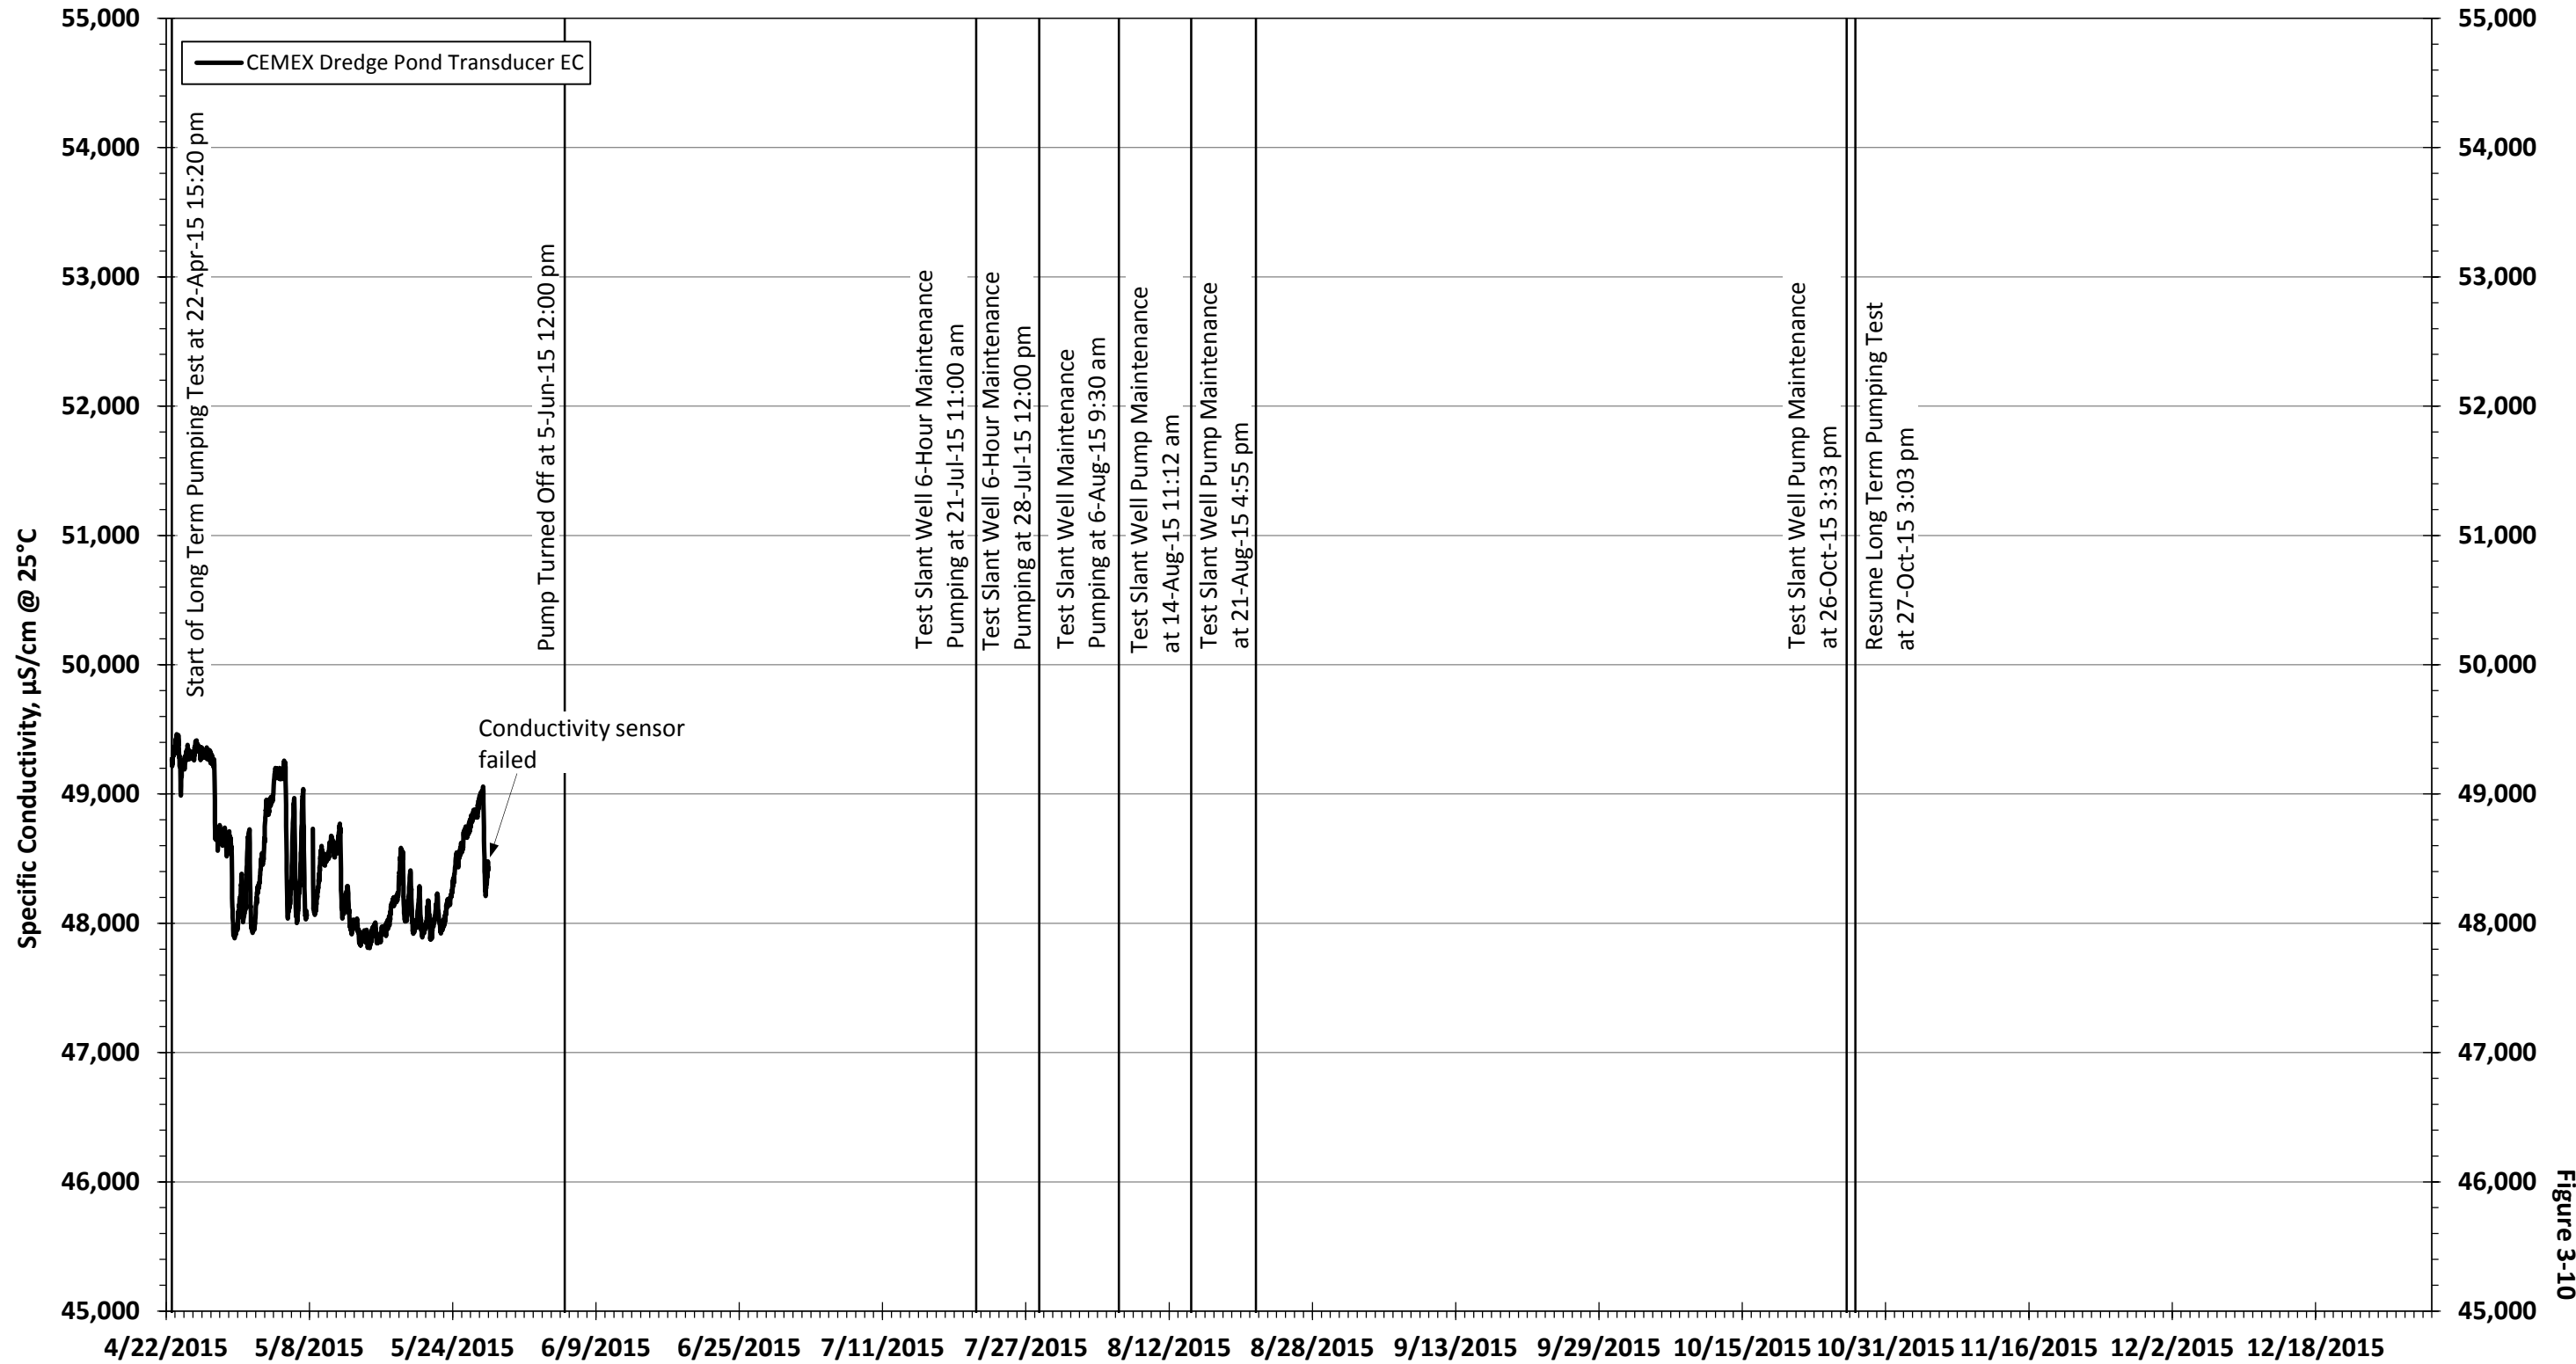 55,000
54,000
53,000
52,000
51,000
50,000
49,000
48,000
47,000
46,000
45,000
Specific Conductivity, µS/cm @ 25°C
CEMEX Dredge Pond Transducer EC
Start of Long Term Pumping Test at 22-Apr-15 15:20 pm
Pump Turned Off at 5-Jun-15 12:00 pm
Conductivity sensor
failed
Test Slant Well 6-Hour Maintenance
Pumping at 21-Jul-15 11:00 am
Test Slant Well 6-Hour Maintenance
Pumping at 28-Jul-15 12:00 pm
Test Slant Well Maintenance
Pumping at 6-Aug-15 9:30 am
Test Slant Well Pump Maintenance
at 14-Aug-15 11:12 am
Test Slant Well Pump Maintenance
at 21-Aug-15 4:55 pm
Test Slant Well Pump Maintenance
at 26-Oct-15 3:33 pm
Resume Long Term Pumping Test
at 27-Oct-15 3:03 pm
55,000
54,000
53,000
52,000
51,000
50,000
49,000
48,000
47,000
46,000
45,000
4/22/2015 5/8/2015 5/24/2015 6/9/2015 6/25/2015 7/11/2015 7/27/2015 8/12/2015 8/28/2015 9/13/2015 9/29/2015 10/15/2015 10/31/2015 11/16/2015 12/2/2015 12/18/2015
Figure 3-10